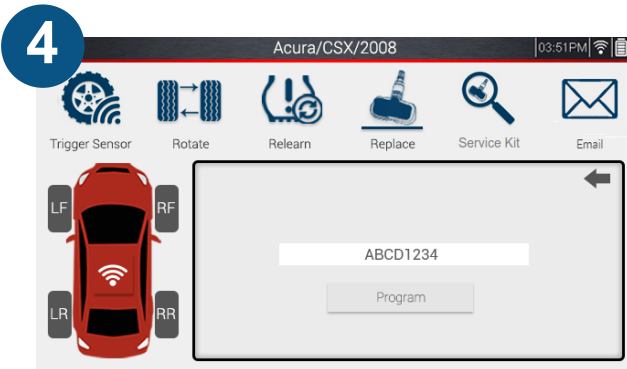 4
Acura/CSX/2008 03:51PM
Trigger Sensor Rotate Relearn Replace Service Kit Email
LF RF
ABCD1234
Program
LR RR